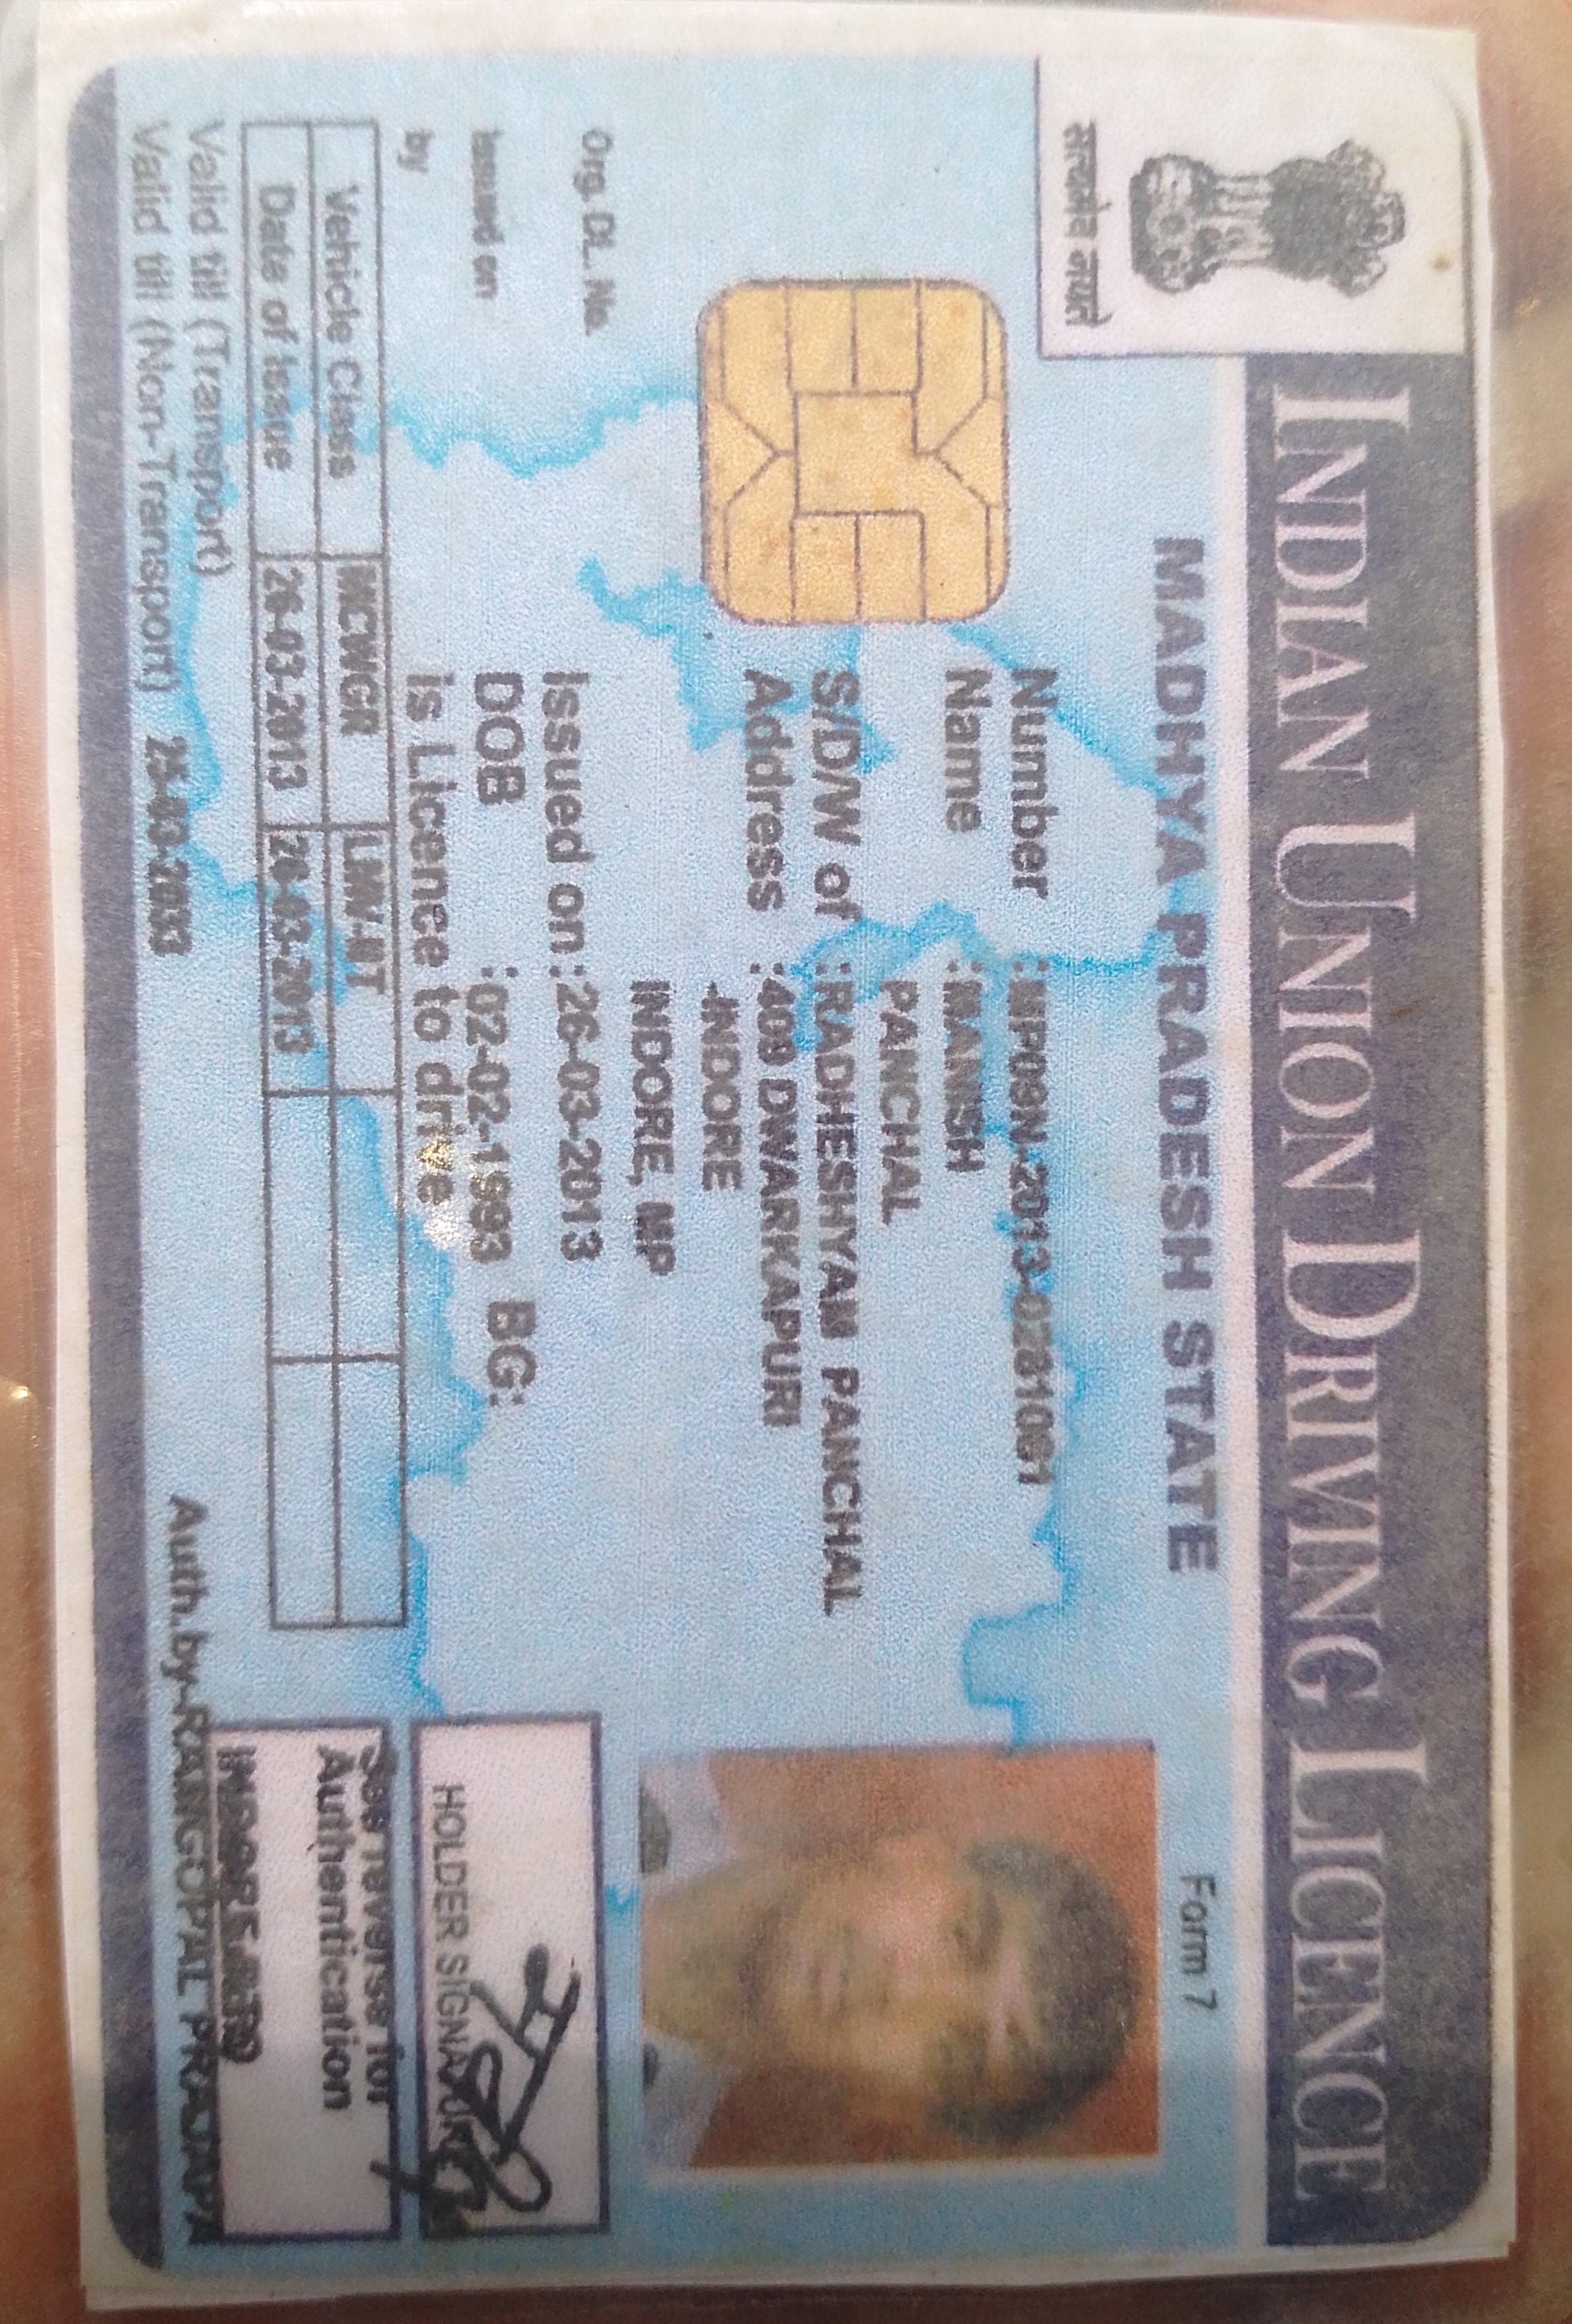 सत्यमेव जयते
INDIAN UNION DRIVING LICENCE
MADHYA PRADESH STATE
Form 7
Number :MP09N-2013-0281061
Name :MANISH
PANCHAL
S/D/W of :RADHESHYAM PANCHAL
Address :409 DWARKAPURI
INDORE
INDORE, MP
Org.DL. No.
Issued on :26-03-2013
Issued on
DOB :02-02-1993 BG:
by
is Licence to drive
HOLDER SIGNATURE
Vehicle Class MCWGR LMV-NT
Date of Issue 26-03-2013 26-03-2013
See reverse for
Authentication
Valid till (Transport)
Valid till (Non-Transport) 25-03-2033
Auth.by-RAMGOPAL PRAJAPA